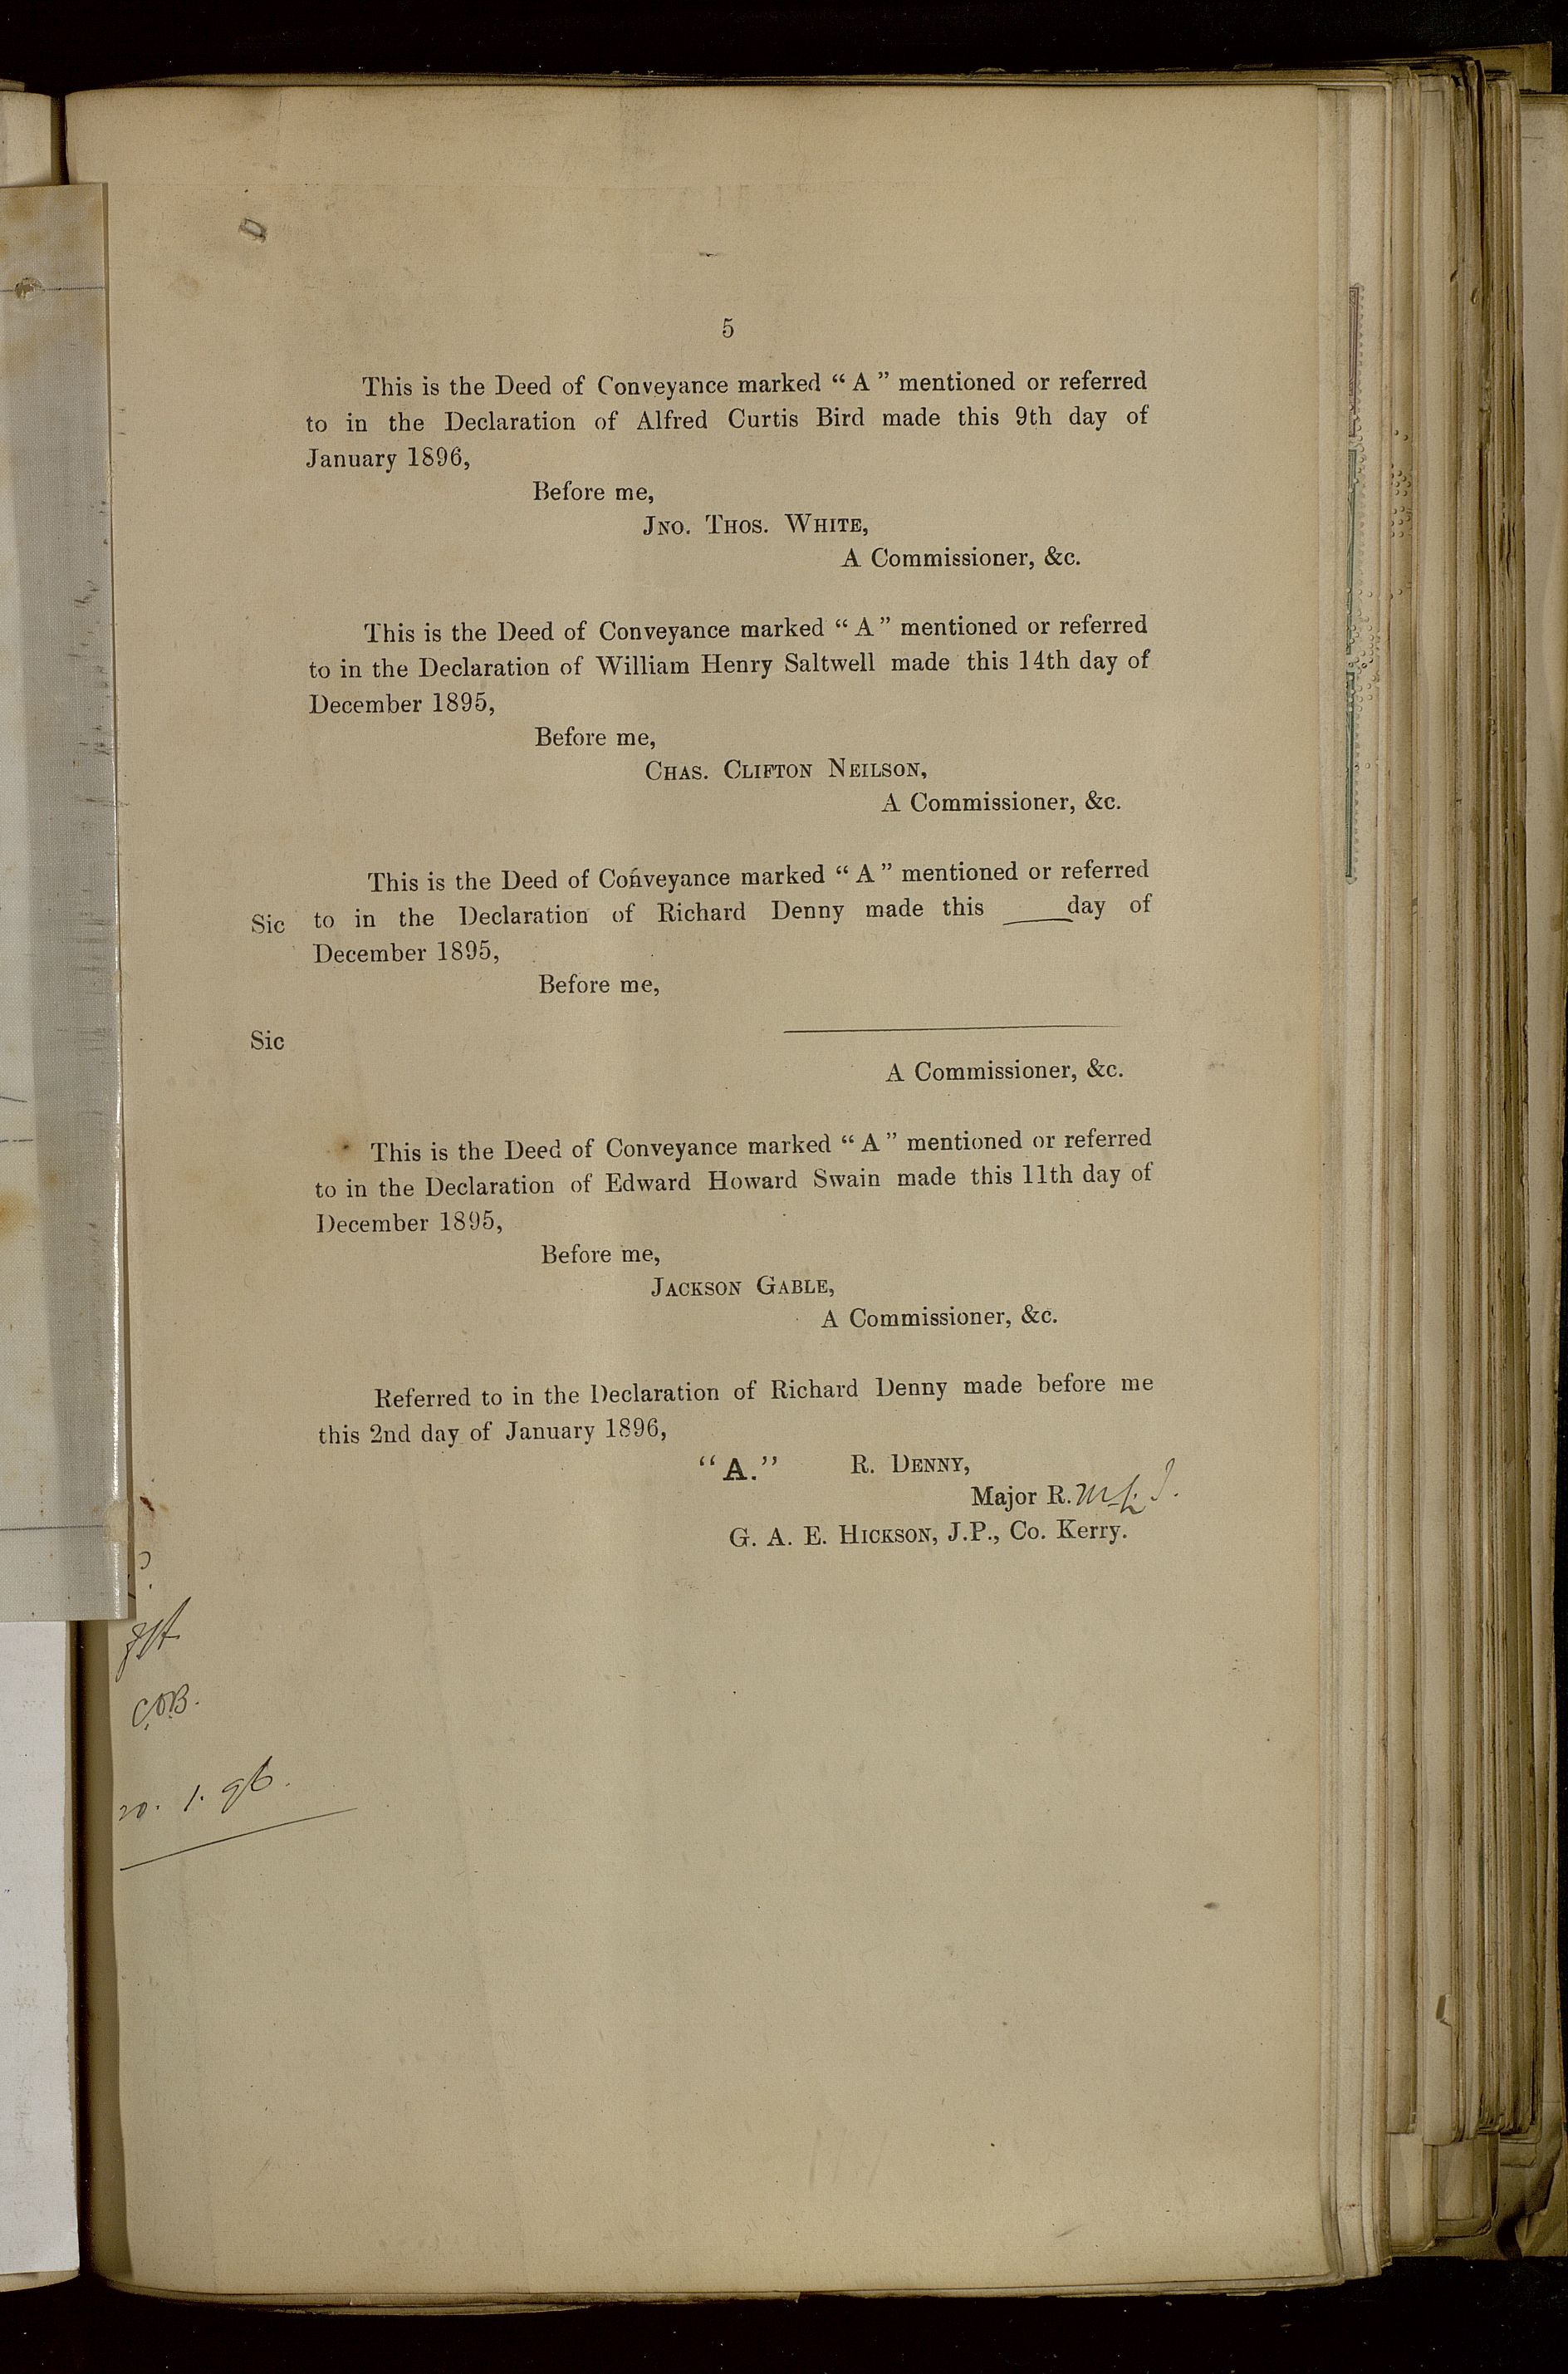 5
This is the Deed of Conveyance marked “ A ” mentioned or referred
to in the Declaration of Alfred Curtis Bird made this 9th day of
January 1896,
Before me,
JNO. THOS. WHITE,
A Commissioner, &c.
This is the Deed of Conveyance marked “ A ” mentioned or referred
to in the Declaration of William Henry Saltwell made this 14th day of
December 1895,
Before me,
CHAS. CLIFTON NEILSON,
A Commissioner, &c.
This is the Deed of Conveyance marked “ A ” mentioned or referred
Sic to in the Declaration of Richard Denny made this ____day of
December 1895,
Before me,
Sic
A Commissioner, &c.
This is the Deed of Conveyance marked “ A ” mentioned or referred
to in the Declaration of Edward Howard Swain made this 11th day of
December 1895,
Before me,
JACKSON GABLE,
A Commissioner, &c.
Referred to in the Declaration of Richard Denny made before me
this 2nd day of January 1896,
“A.” R. DENNY,
Major R.
G. A. E. HICKSON, J.P., Co. Kerry.
20. 1. 96.